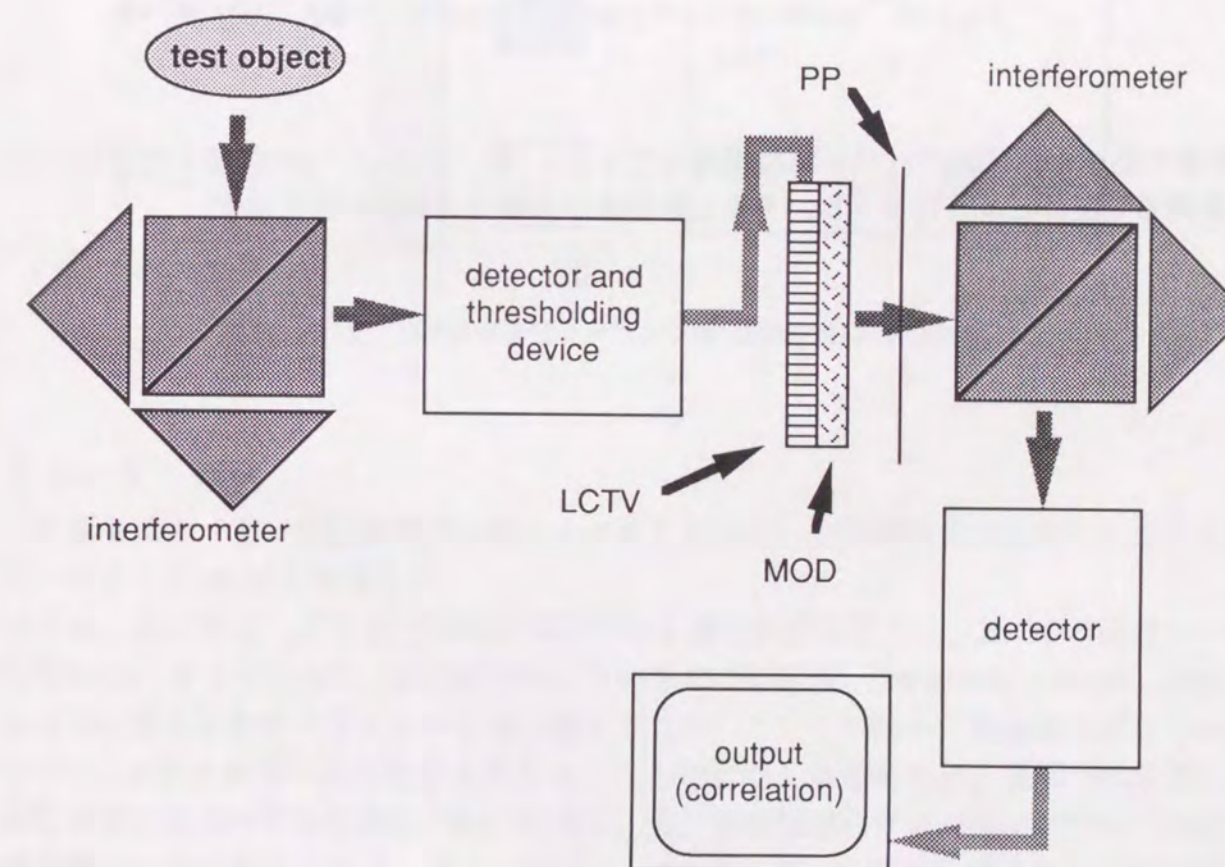 test object
PP
interferometer
detector and
thresholding
device
LCTV
interferometer
MOD
detector
output
(correlation)